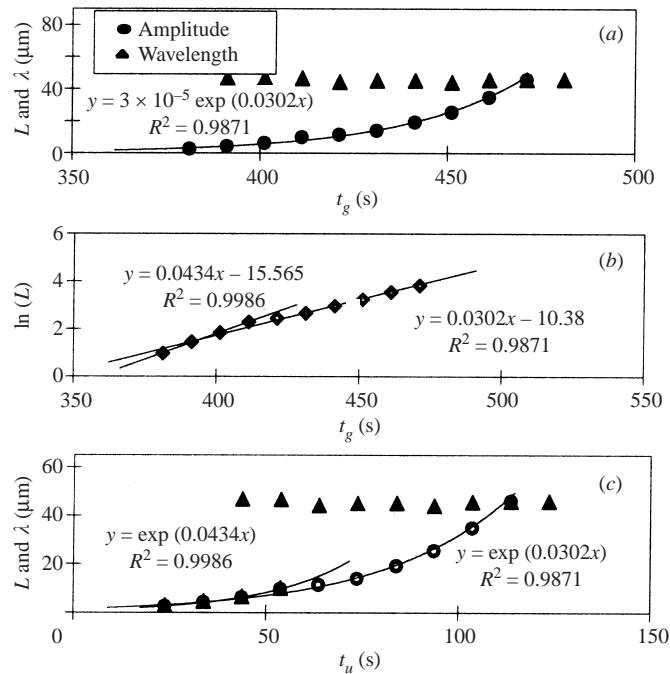 80
40
0
L and λ (μm)
Amplitude
Wavelength
(a)
y = 3 × 10⁻⁵ exp (0.0302x)
R² = 0.9871
350 400 450 500
t_g (s)
6
4
2
0
ln (L)
(b)
y = 0.0434x – 15.565
R² = 0.9986
y = 0.0302x – 10.38
R² = 0.9871
350 400 450 500 550
t_g (s)
60
40
20
L and λ (μm)
(c)
y = exp (0.0434x)
R² = 0.9986
y = exp (0.0302x)
R² = 0.9871
0 50 100 150
t_u (s)